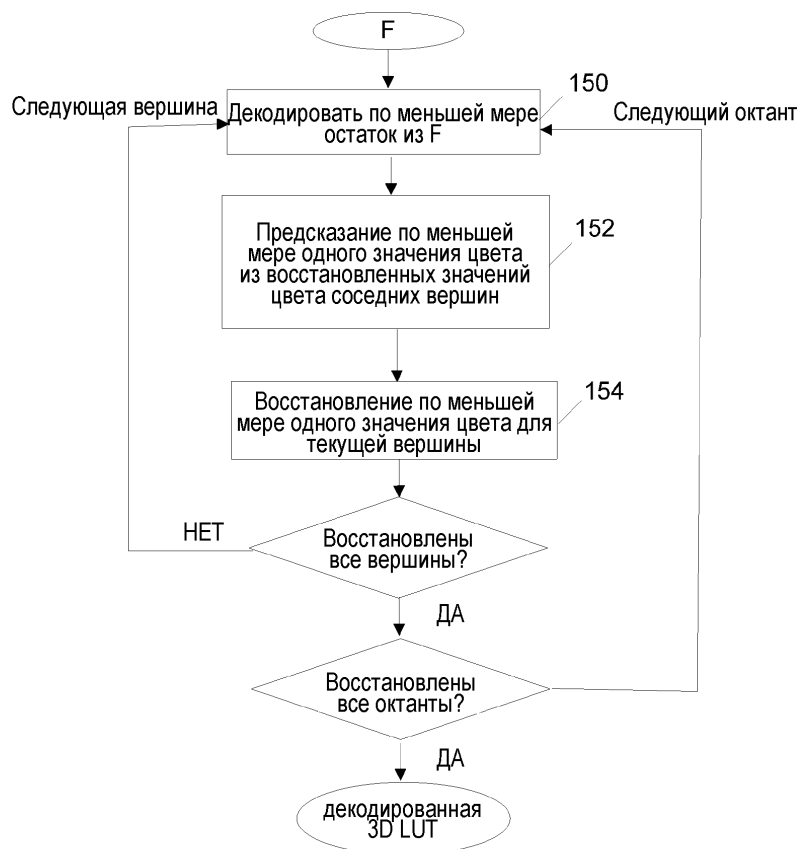 F
150
Следующая вершина
Следующий октант
Декодировать по меньшей мере
остаток из F
152
Предсказание по меньшей
мере одного значения цвета
из восстановленных значений
цвета соседних вершин
154
Восстановление по меньшей
мере одного значения цвета для
текущей вершины
НЕТ
Восстановлены
все вершины?
ДА
Восстановлены
все октанты?
ДА
декодированная
3D LUT